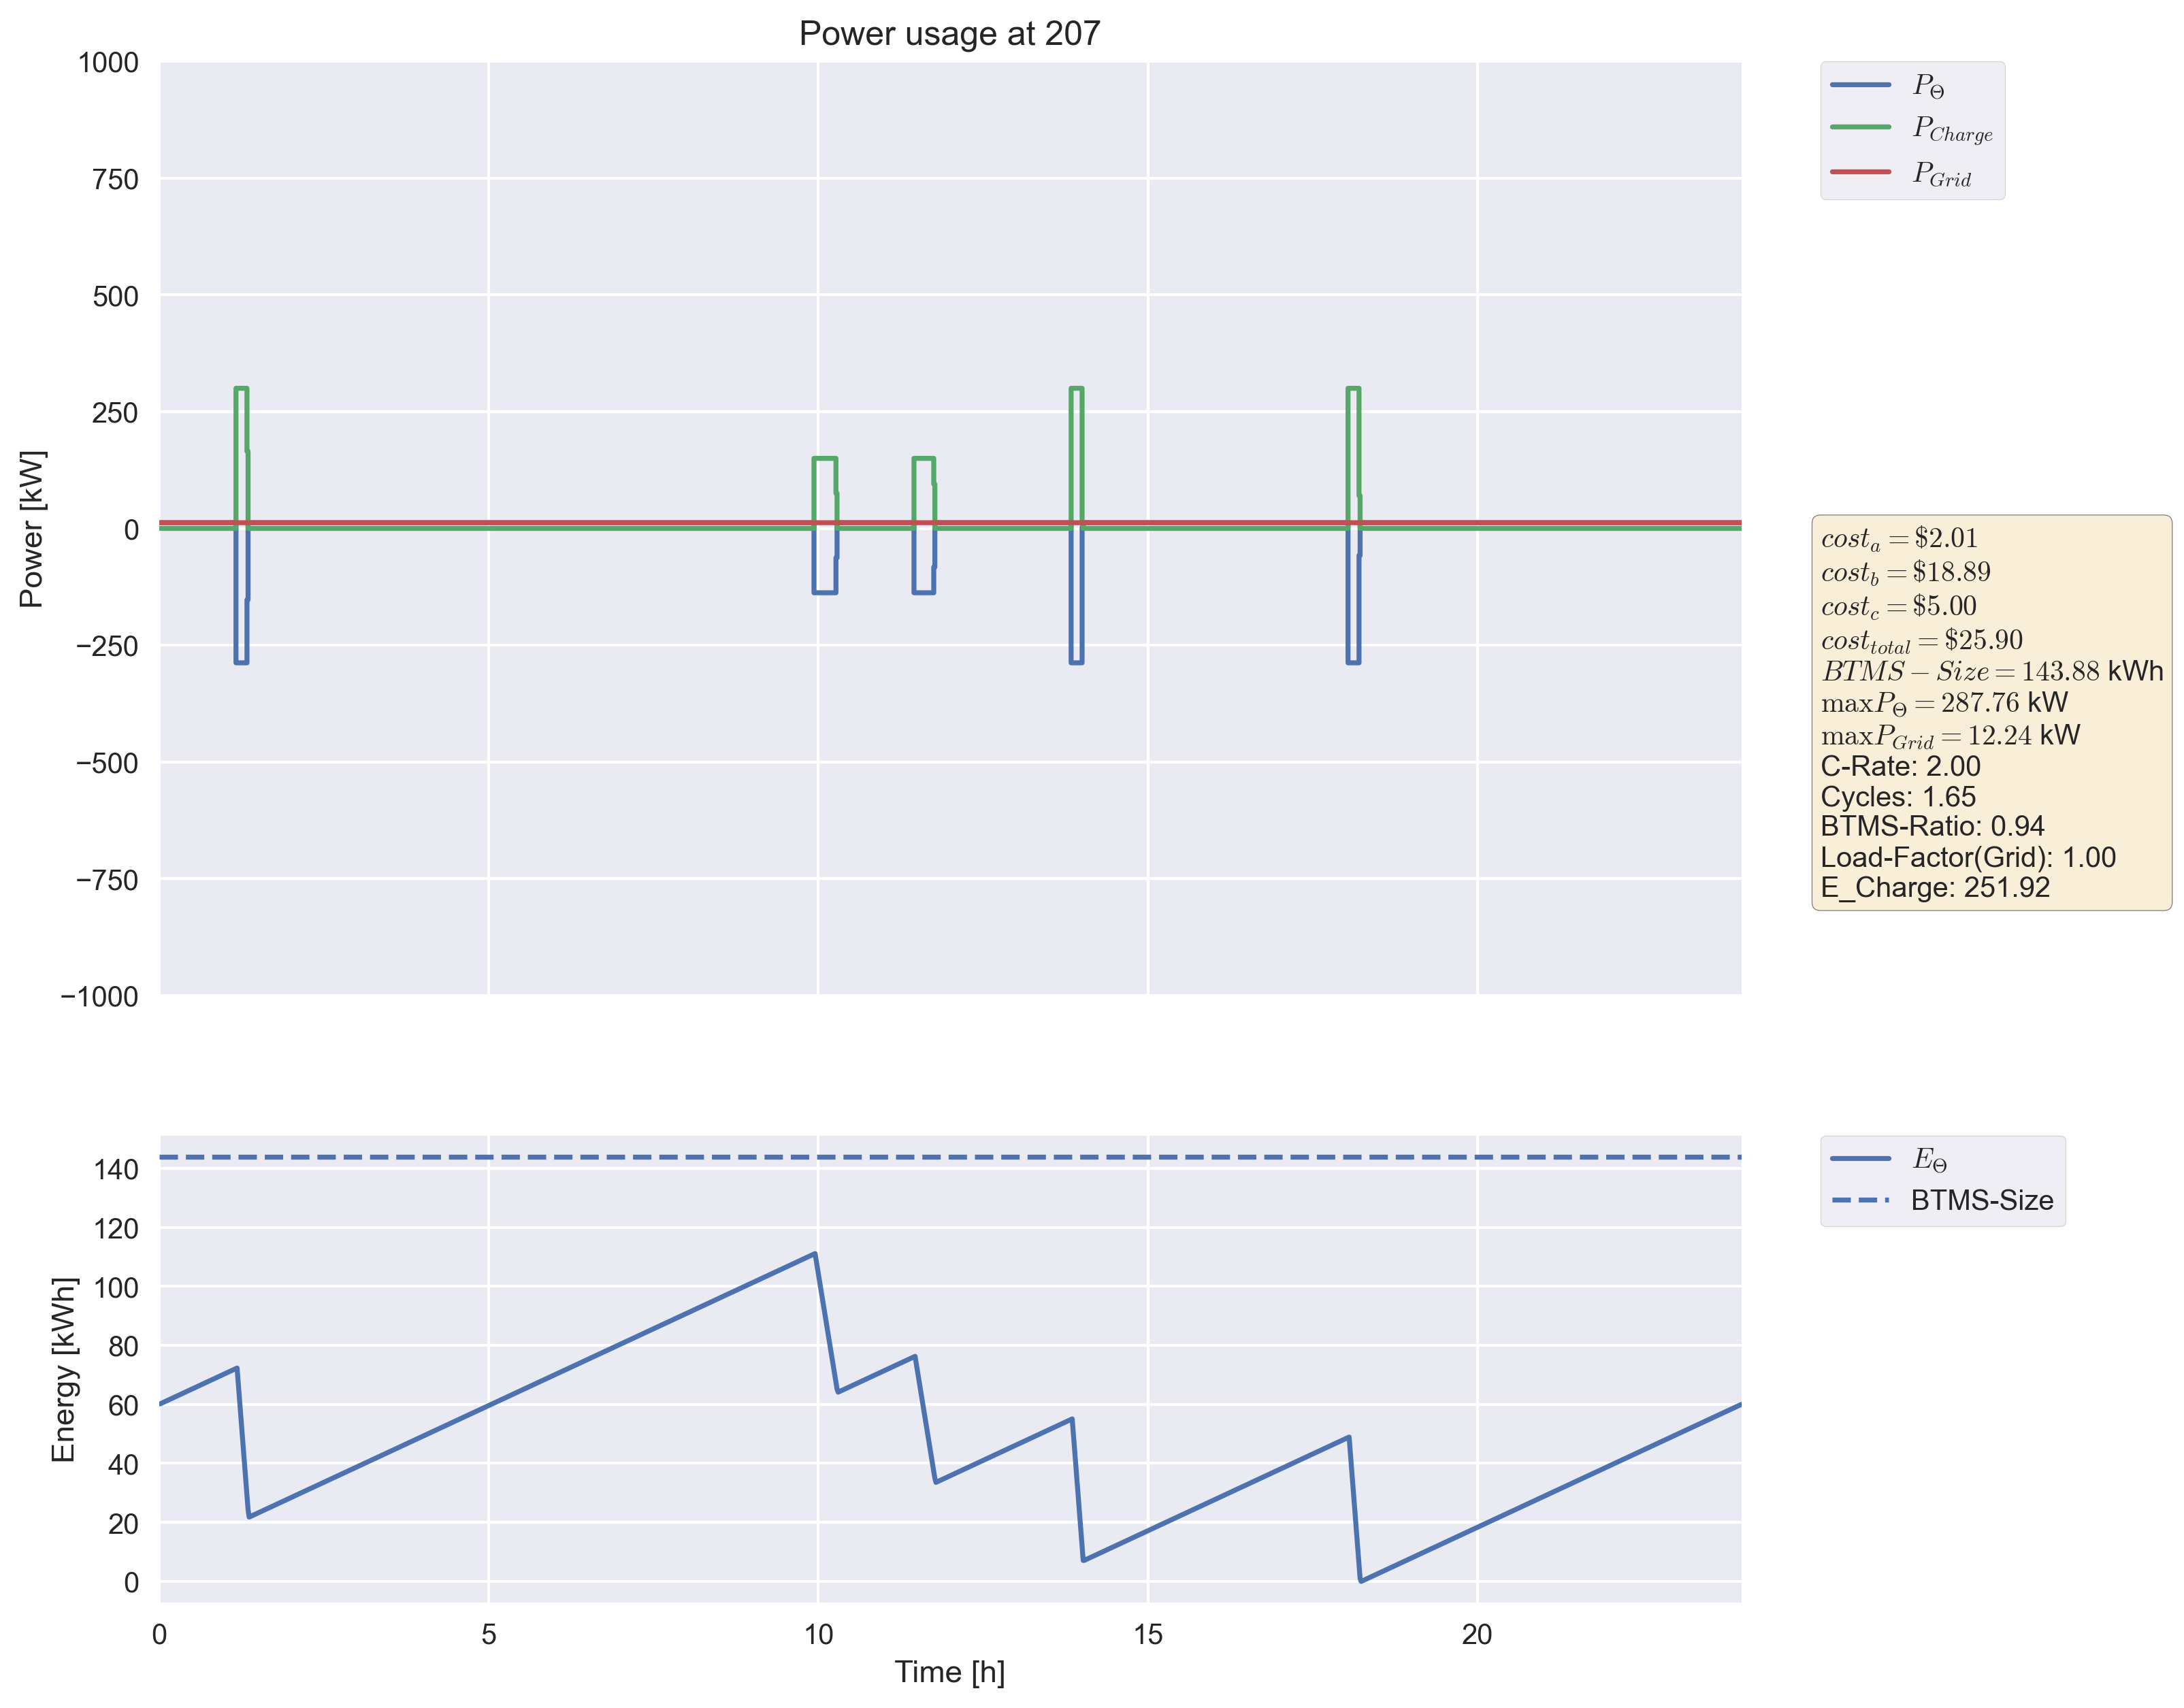 Power usage at 207
1000
750
500
250
0
−250
−500
−750
−1000
Power [kW]
P_Θ
P_Charge
P_Grid
cost_a = $2.01
cost_b = $18.89
cost_c = $5.00
cost_total = $25.90
BTMS − Size = 143.88 kWh
maxP_Θ = 287.76 kW
maxP_Grid = 12.24 kW
C-Rate: 2.00
Cycles: 1.65
BTMS-Ratio: 0.94
Load-Factor(Grid): 1.00
E_Charge: 251.92
140
120
100
80
60
40
20
0
Energy [kWh]
E_Θ
BTMS-Size
0 5 10 15 20
Time [h]